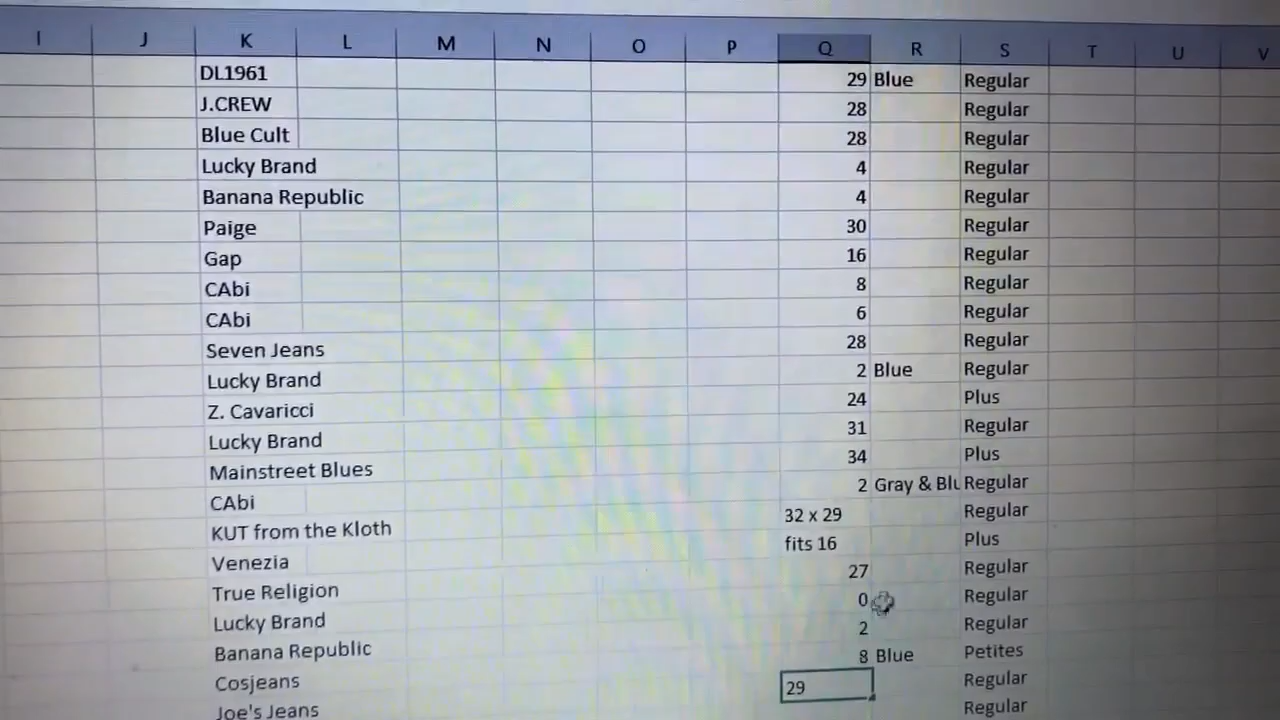 I J K L M N O P Q R S T U V
DL1961 29 Blue Regular
J.CREW 28 Regular
Blue Cult 28 Regular
Lucky Brand 4 Regular
Banana Republic 4 Regular
Paige 30 Regular
Gap 16 Regular
CAbi 8 Regular
CAbi 6 Regular
Seven Jeans 28 Regular
Lucky Brand 2 Blue Regular
Z. Cavaricci 24 Plus
Lucky Brand 31 Regular
Mainstreet Blues 34 Plus
CAbi 2 Gray & Blu Regular
KUT from the Kloth 32 x 29 Regular
Venezia fits 16 Plus
True Religion 27 Regular
Lucky Brand 0 Regular
Banana Republic 2 Regular
Cosjeans 8 Blue Petites
Joe's Jeans 29 Regular
Regular